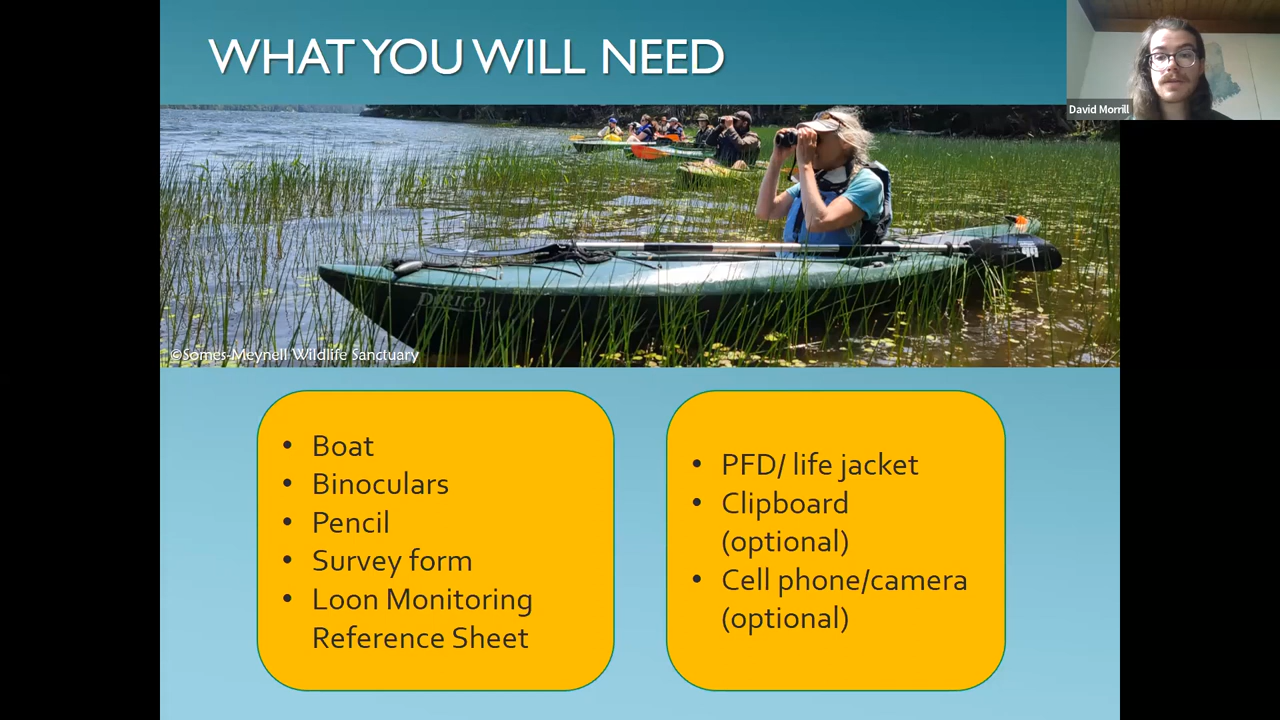 WHAT YOU WILL NEED
David Morrill
©Somes-Meynell Wildlife Sanctuary
• Boat
• Binoculars
• Pencil
• Survey form
• Loon Monitoring
Reference Sheet
• PFD/ life jacket
• Clipboard
(optional)
• Cell phone/camera
(optional)